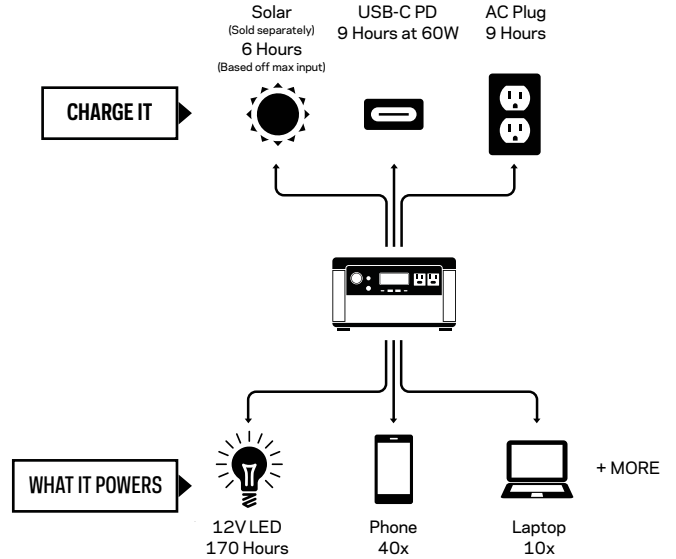 Solar
(Sold separately)
6 Hours
(Based off max input)
USB-C PD
9 Hours at 60W
AC Plug
9 Hours
CHARGE IT
WHAT IT POWERS
12V LED
170 Hours
Phone
40x
Laptop
10x
+ MORE